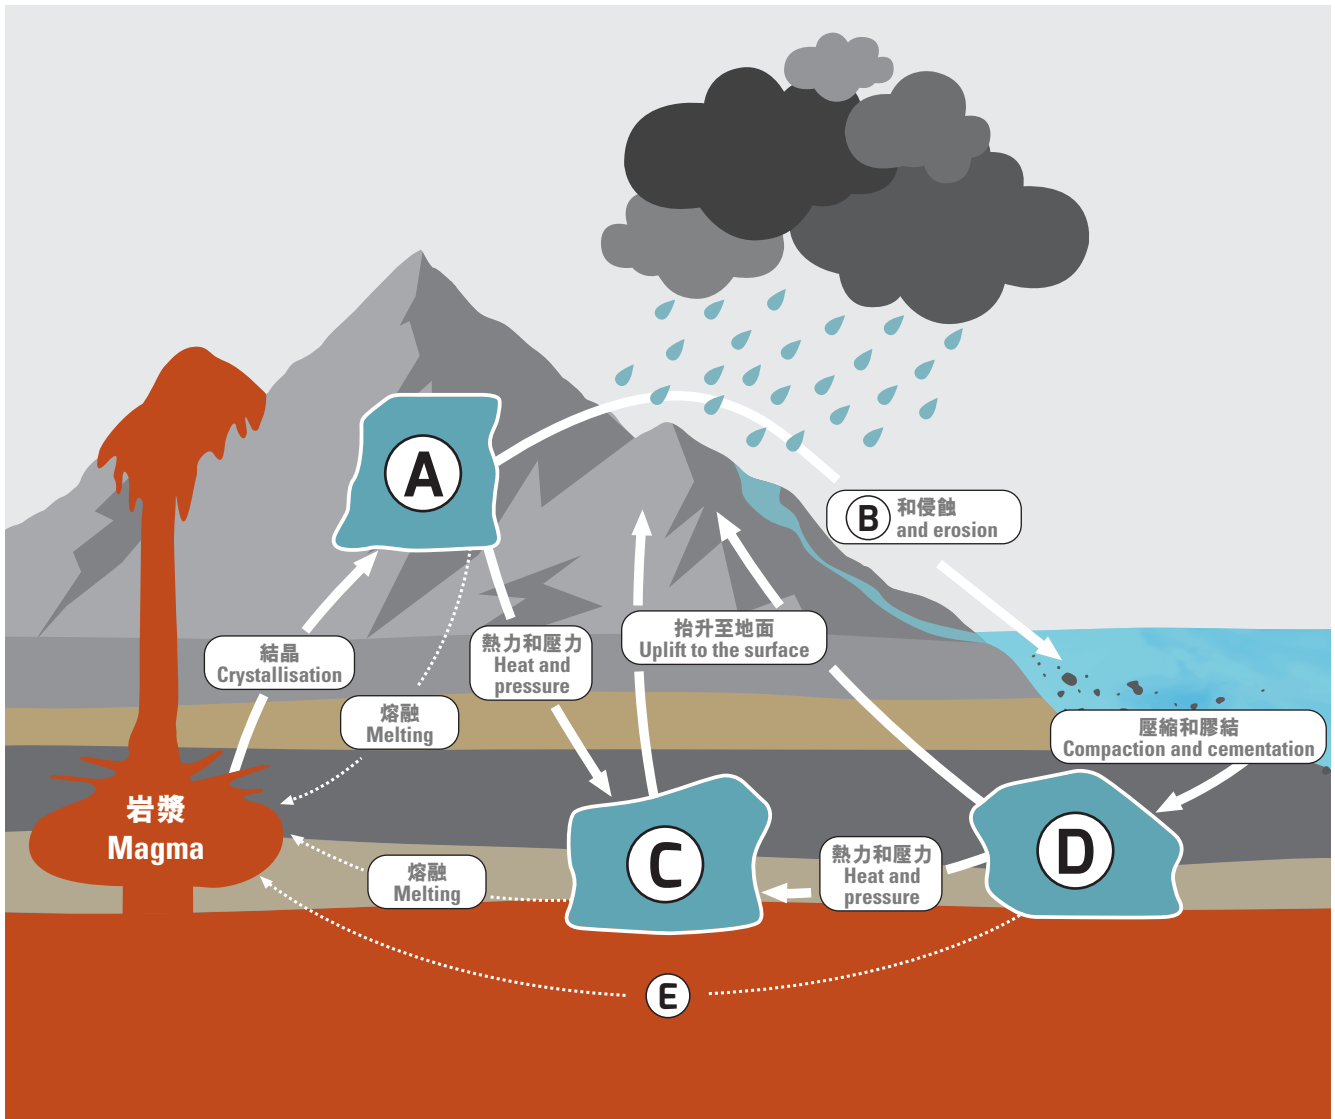 A
B
和侵蝕
and erosion
結晶
Crystallisation
熱力和壓力
Heat and
pressure
抬升至地面
Uplift to the surface
熔融
Melting
壓縮和膠結
Compaction and cementation
岩漿
Magma
C
D
熔融
Melting
熱力和壓力
Heat and
pressure
E